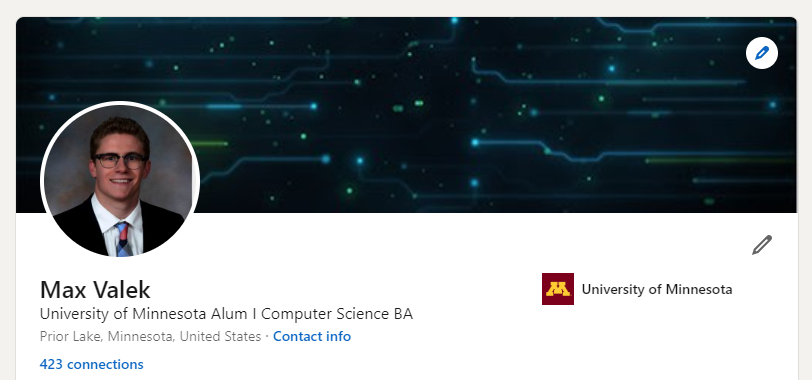 Max Valek
University of Minnesota
University of Minnesota Alum I Computer Science BA
Prior Lake, Minnesota, United States · Contact info
423 connections